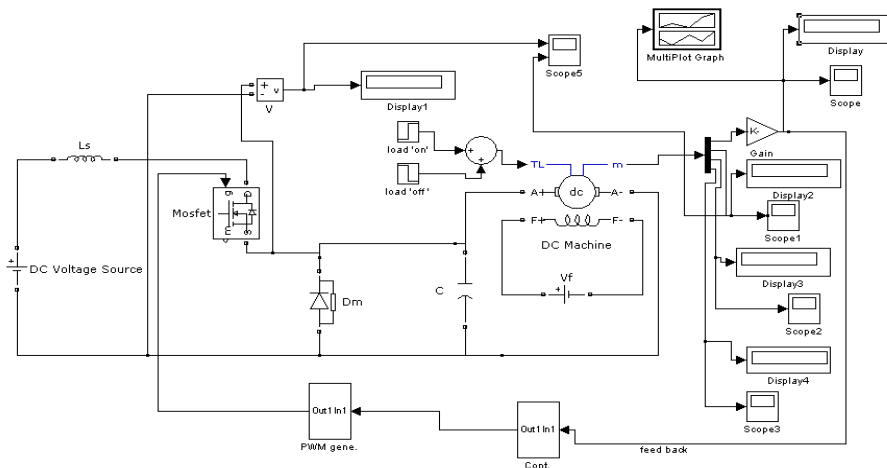 Display
MultiPlot Graph
Scope
Scope5
+
-
v
V
Display1
Ls
load 'on'
+
+
load 'off'
TL
m
K-
Gain
Display2
g
D
m
S
Mosfet
A+
dc
A-
Scope1
F+
F-
DC Machine
+
DC Voltage Source
Display3
Vf
+
C
Dm
Scope2
Display4
Out1 In1
PWM gene.
Out1 In1
Cont.
feed back
Scope3